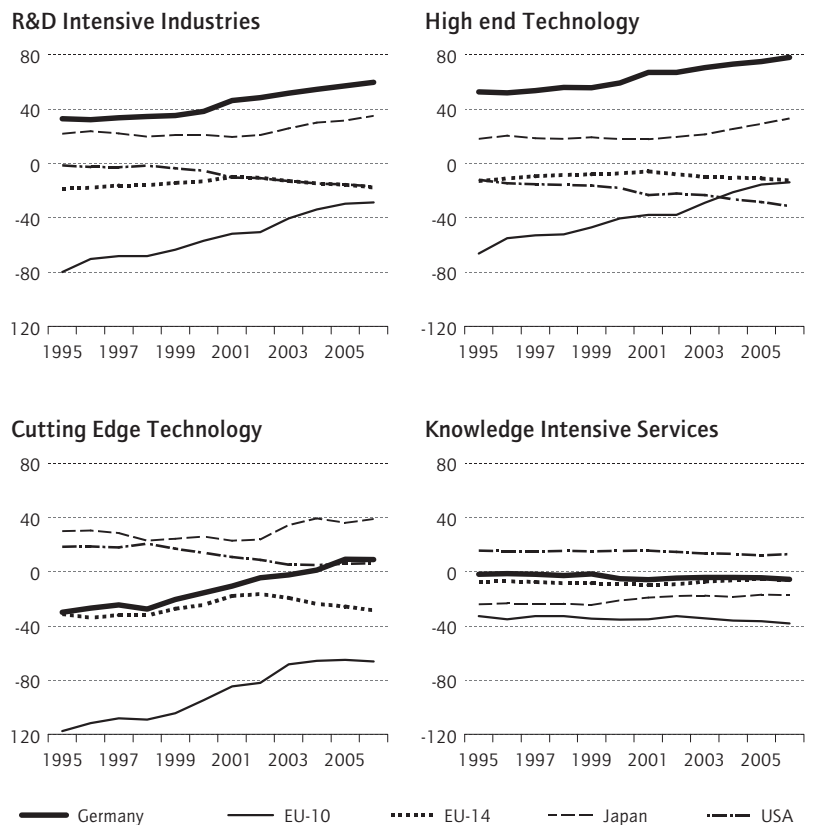 R&D Intensive Industries
80
40
0
-40
-80
120
1995 1997 1999 2001 2003 2005
High end Technology
80
40
0
-40
-80
-120
1995 1997 1999 2001 2003 2005
Cutting Edge Technology
80
40
0
-40
-80
120
1995 1997 1999 2001 2003 2005
Knowledge Intensive Services
80
40
0
-40
-80
-120
1995 1997 1999 2001 2003 2005
Germany EU-10 EU-14 Japan USA